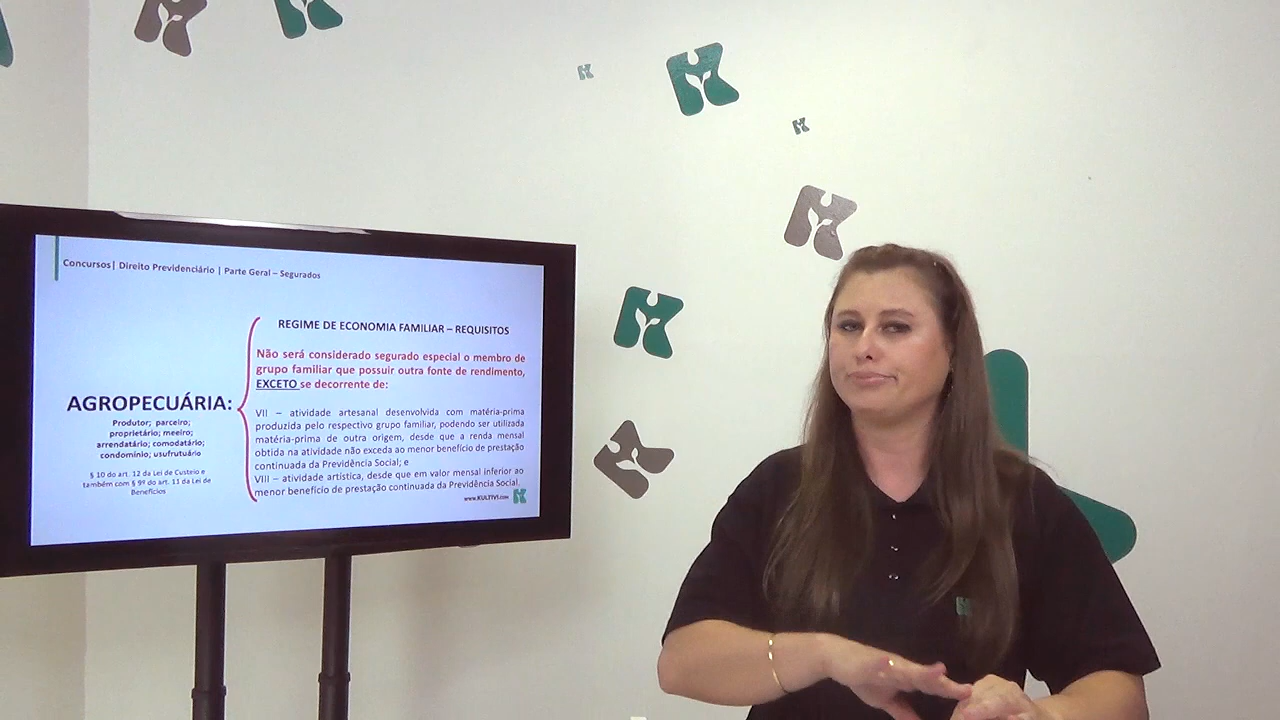 Concursos| Direito Previdenciário | Parte Geral – Segurados
REGIME DE ECONOMIA FAMILIAR – REQUISITOS
Não será considerado segurado especial o membro de
grupo familiar que possuir outra fonte de rendimento,
EXCETO se decorrente de:
AGROPECUÁRIA:
Produtor; parceiro;
proprietário; meeiro;
arrendatário; comodatário;
condomínio; usufrutuário
§ 10 do art. 12 da Lei de Custeio e
também com § 9º do art. 11 da Lei de
Benefícios
VII – atividade artesanal desenvolvida com matéria-prima
produzida pelo respectivo grupo familiar, podendo ser utilizada
matéria-prima de outra origem, desde que a renda mensal
obtida na atividade não exceda ao menor benefício de prestação
continuada da Previdência Social; e
VIII – atividade artística, desde que em valor mensal inferior ao
menor benefício de prestação continuada da Previdência Social.
www.KULTIVI.com